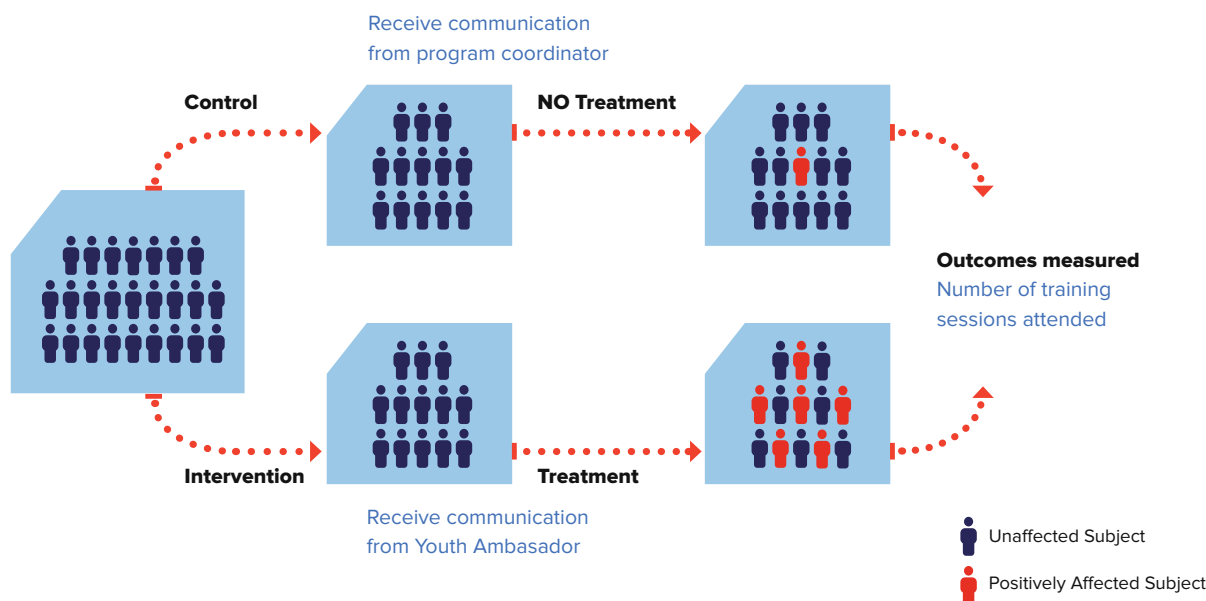 Receive communication
from program coordinator
Control
NO Treatment
Outcomes measured
Number of training
sessions attended
Intervention
Treatment
Receive communication
from Youth Ambasador
Unaffected Subject
Positively Affected Subject